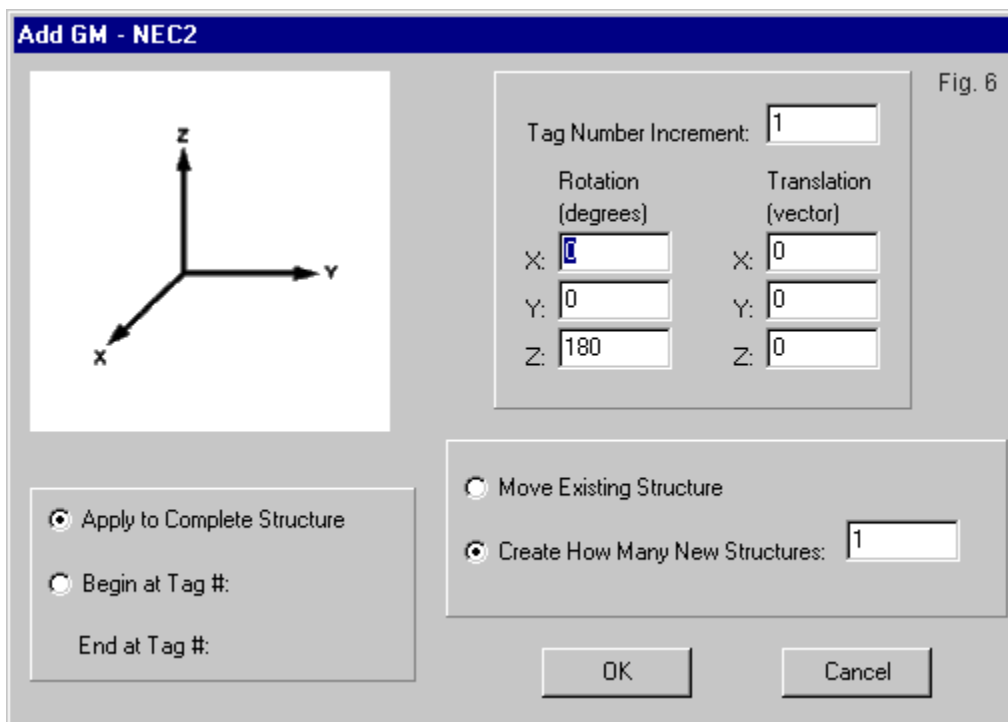 Add GM - NEC2
Fig. 6
Z
Y
X
Tag Number Increment: 1
Rotation
(degrees)
Translation
(vector)
X: 0
X: 0
Y: 0
Y: 0
Z: 180
Z: 0
Apply to Complete Structure
Begin at Tag #:
End at Tag #:
Move Existing Structure
Create How Many New Structures: 1
OK
Cancel